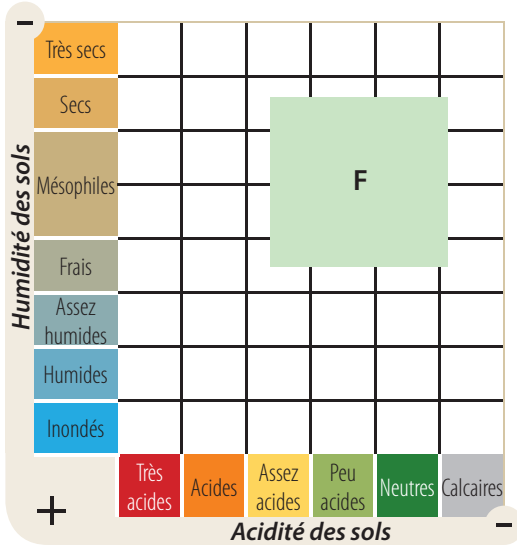 −
Très secs
Secs
Mésophiles
Frais
Assez
humides
Humides
Inondés
Humidité des sols
F
Très
acides
Acides
Assez
acides
Peu
acides
Neutres
Calcaires
+
Acidité des sols
−